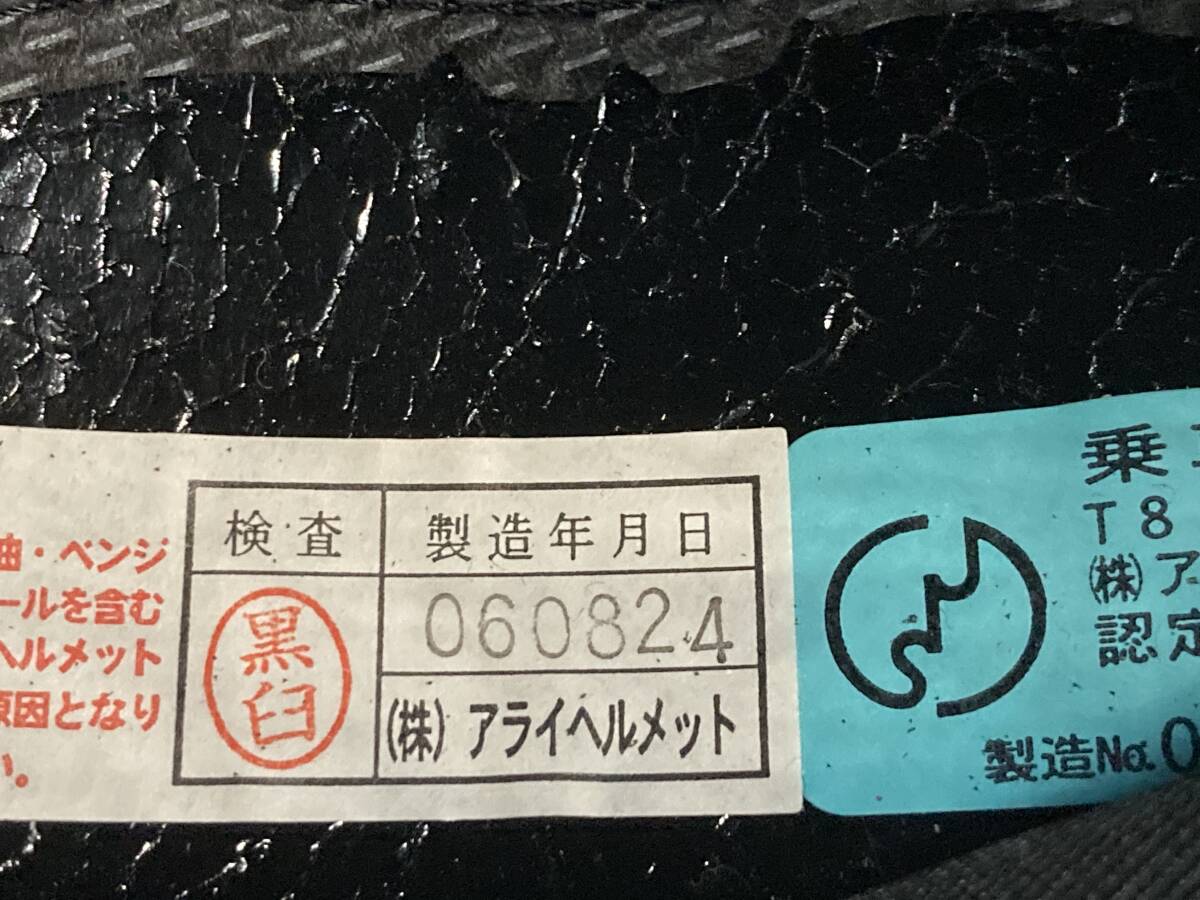 油・ベンジ
ールを含む
ヘルメット
原因となり
い。
検査
製造年月日
黒臼
060824
(株) アライヘルメット
乗
T8
(株)ア
認定
製造No.0